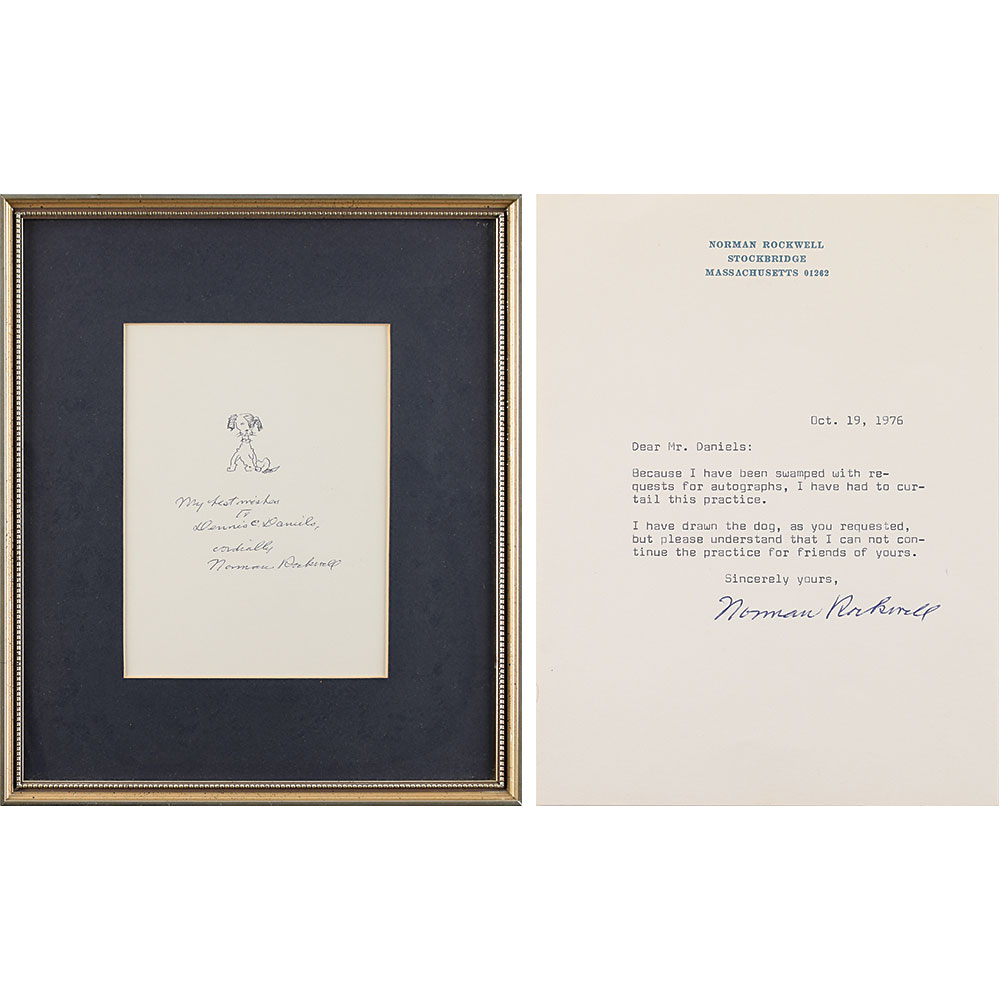 My best wishes
to
Dennis C. Daniels,
cordially
Norman Rockwell
NORMAN ROCKWELL
STOCKBRIDGE
MASSACHUSETTS 01262
Oct. 19, 1976
Dear Mr. Daniels:
Because I have been swamped with re-
quests for autographs, I have had to cur-
tail this practice.
I have drawn the dog, as you requested,
but please understand that I can not con-
tinue the practice for friends of yours.
Sincerely yours,
Norman Rockwell